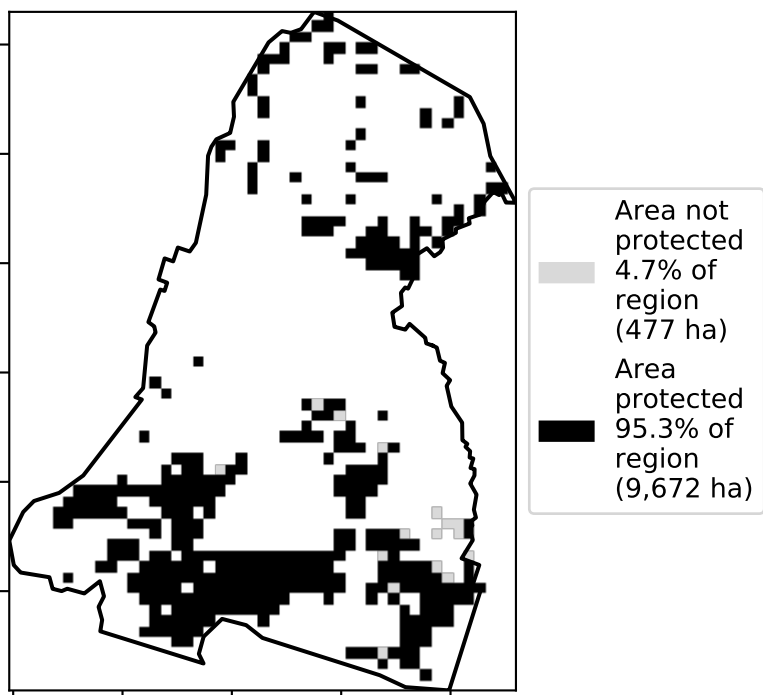 Area not
protected
4.7% of
region
(477 ha)
Area
protected
95.3% of
region
(9,672 ha)